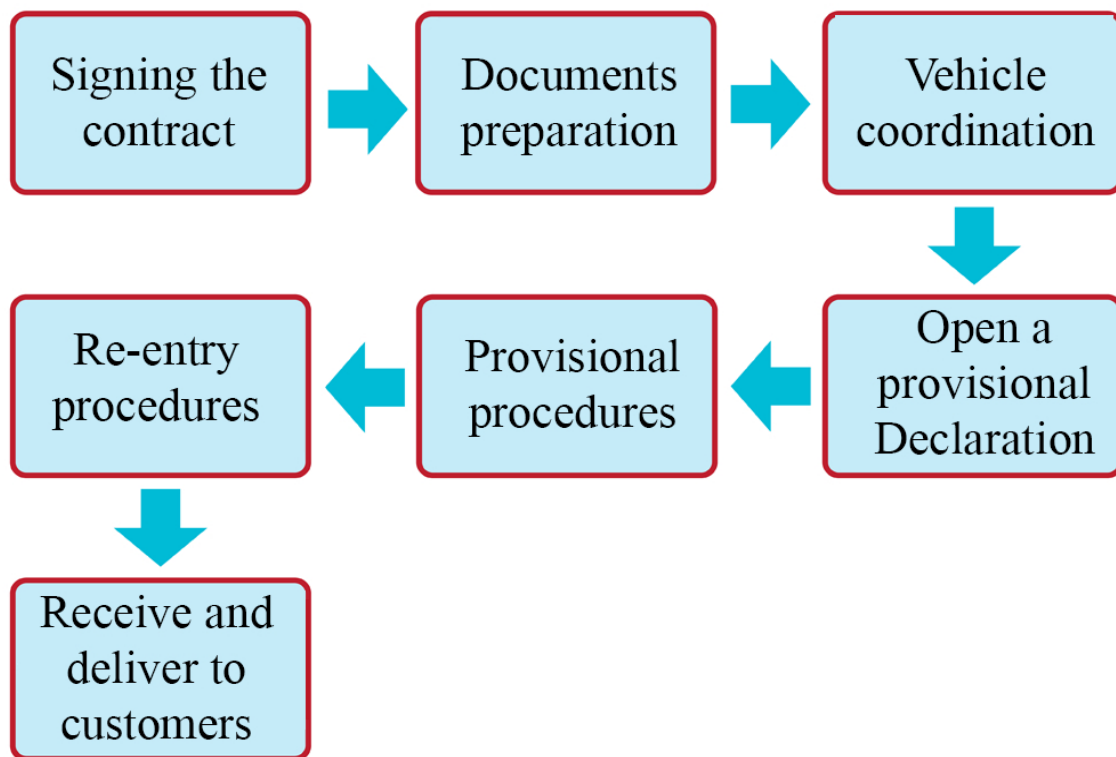 Signing the
contract
Documents
preparation
Vehicle
coordination
Open a
provisional
Declaration
Provisional
procedures
Re-entry
procedures
Receive and
deliver to
customers